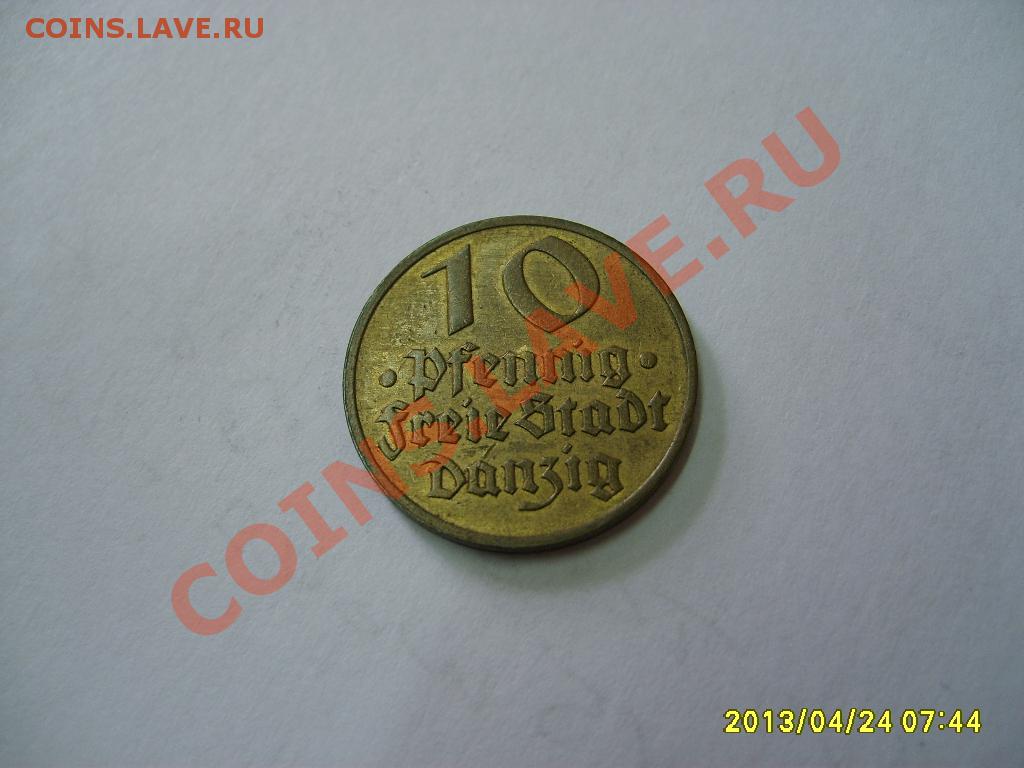 COINS.LAVE.RU
COINS.LAVE.RU
10
· Pfennig ·
Freie Stadt
Danzig
2013/04/24 07:44